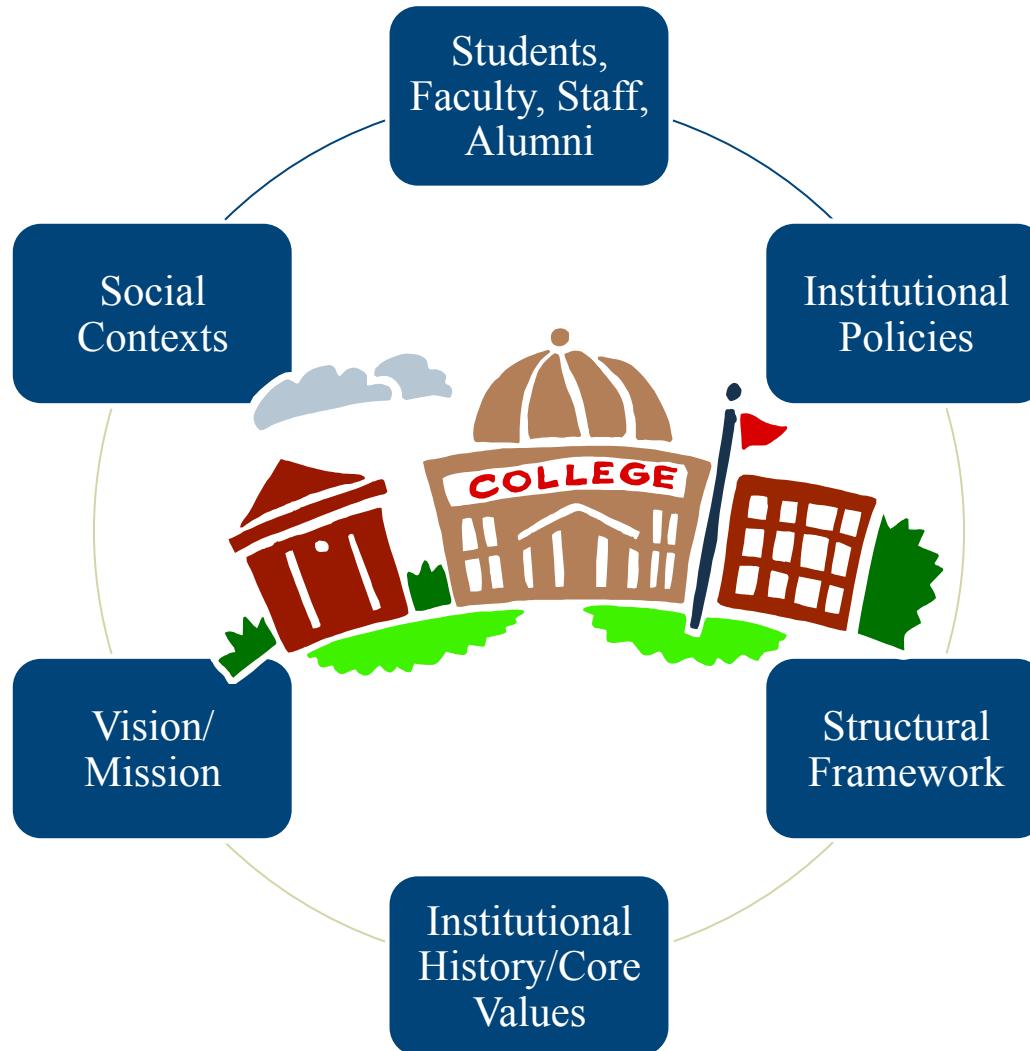 Students,
Faculty, Staff,
Alumni
Social
Contexts
Institutional
Policies
COLLEGE
Vision/
Mission
Structural
Framework
Institutional
History/Core
Values